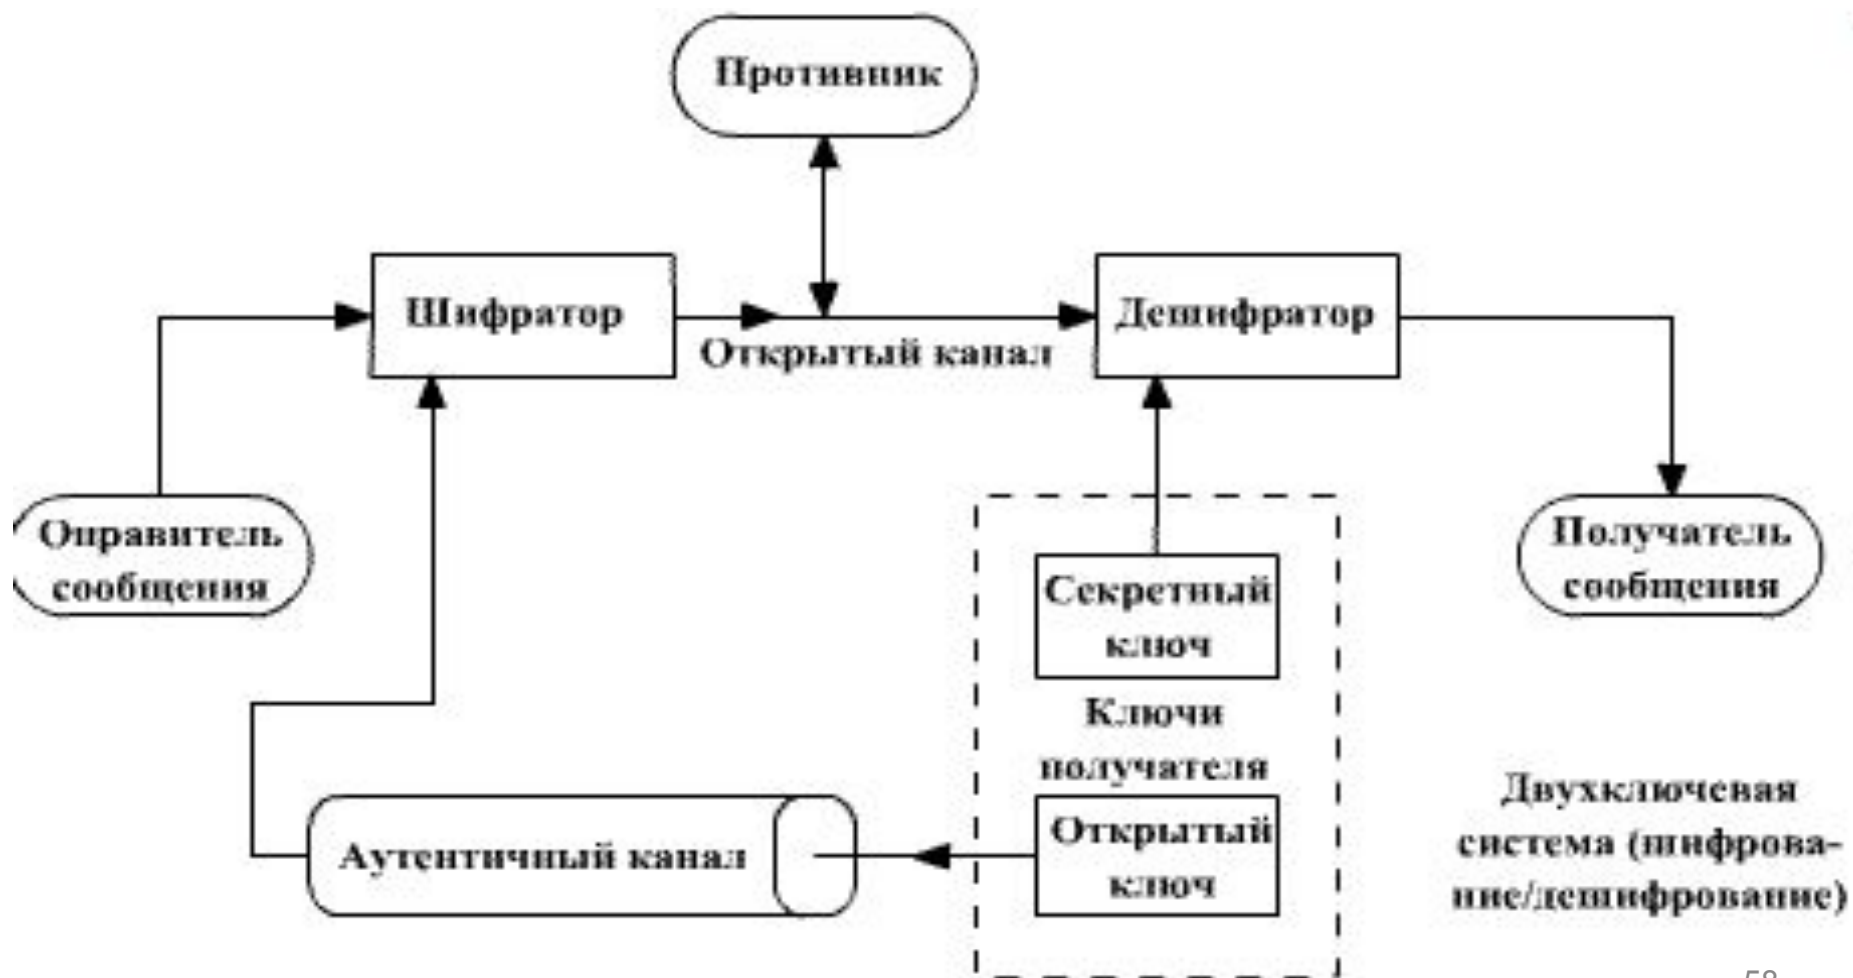 Противник
Шифратор
Дешифратор
Открытый канал
Оправитель
сообщения
Получатель
сообщения
Секретный
ключ
Ключи
получателя
Открытый
ключ
Аутентичный канал
Двухключевая
система (шифрова-
ние/дешифрование)